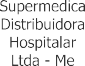 Supermedica
Distribuidora
Hospitalar
Ltda - Me